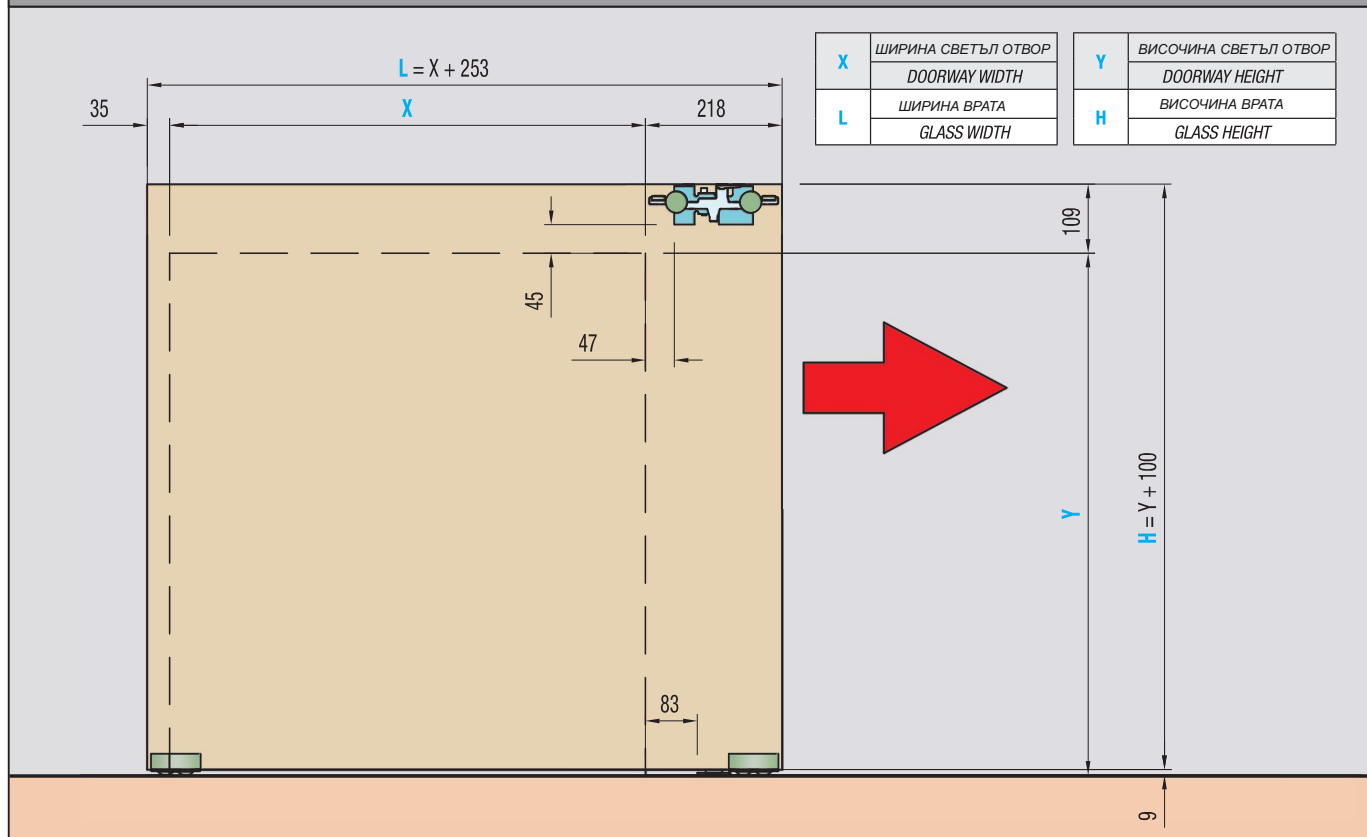 X
ШИРИНА СВЕТЪЛ ОТВОР
DOORWAY WIDTH
L
ШИРИНА ВРАТА
GLASS WIDTH
Y
ВИСОЧИНА СВЕТЪЛ ОТВОР
DOORWAY HEIGHT
H
ВИСОЧИНА ВРАТА
GLASS HEIGHT
L = X + 253
35
X
218
109
45
47
Y
H = Y + 100
83
9